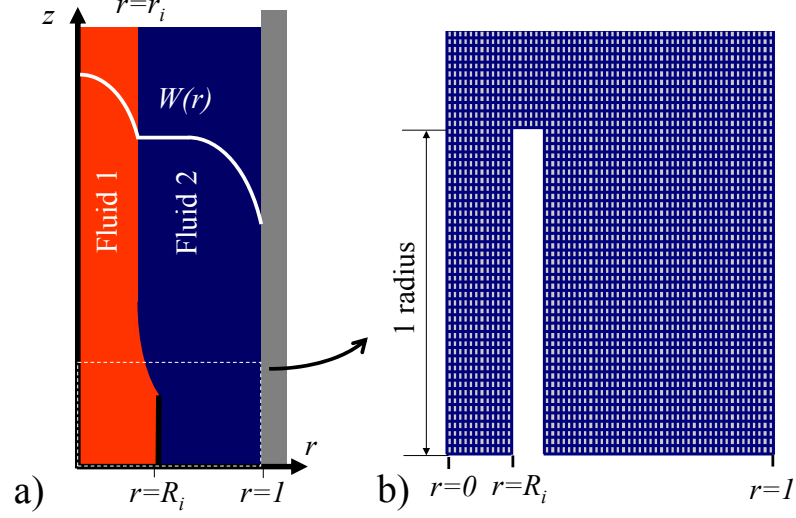 r=r_i
z
W(r)
Fluid 1
Fluid 2
r
r=R_i
r=1
a)
1 radius
r=0
r=R_i
r=1
b)